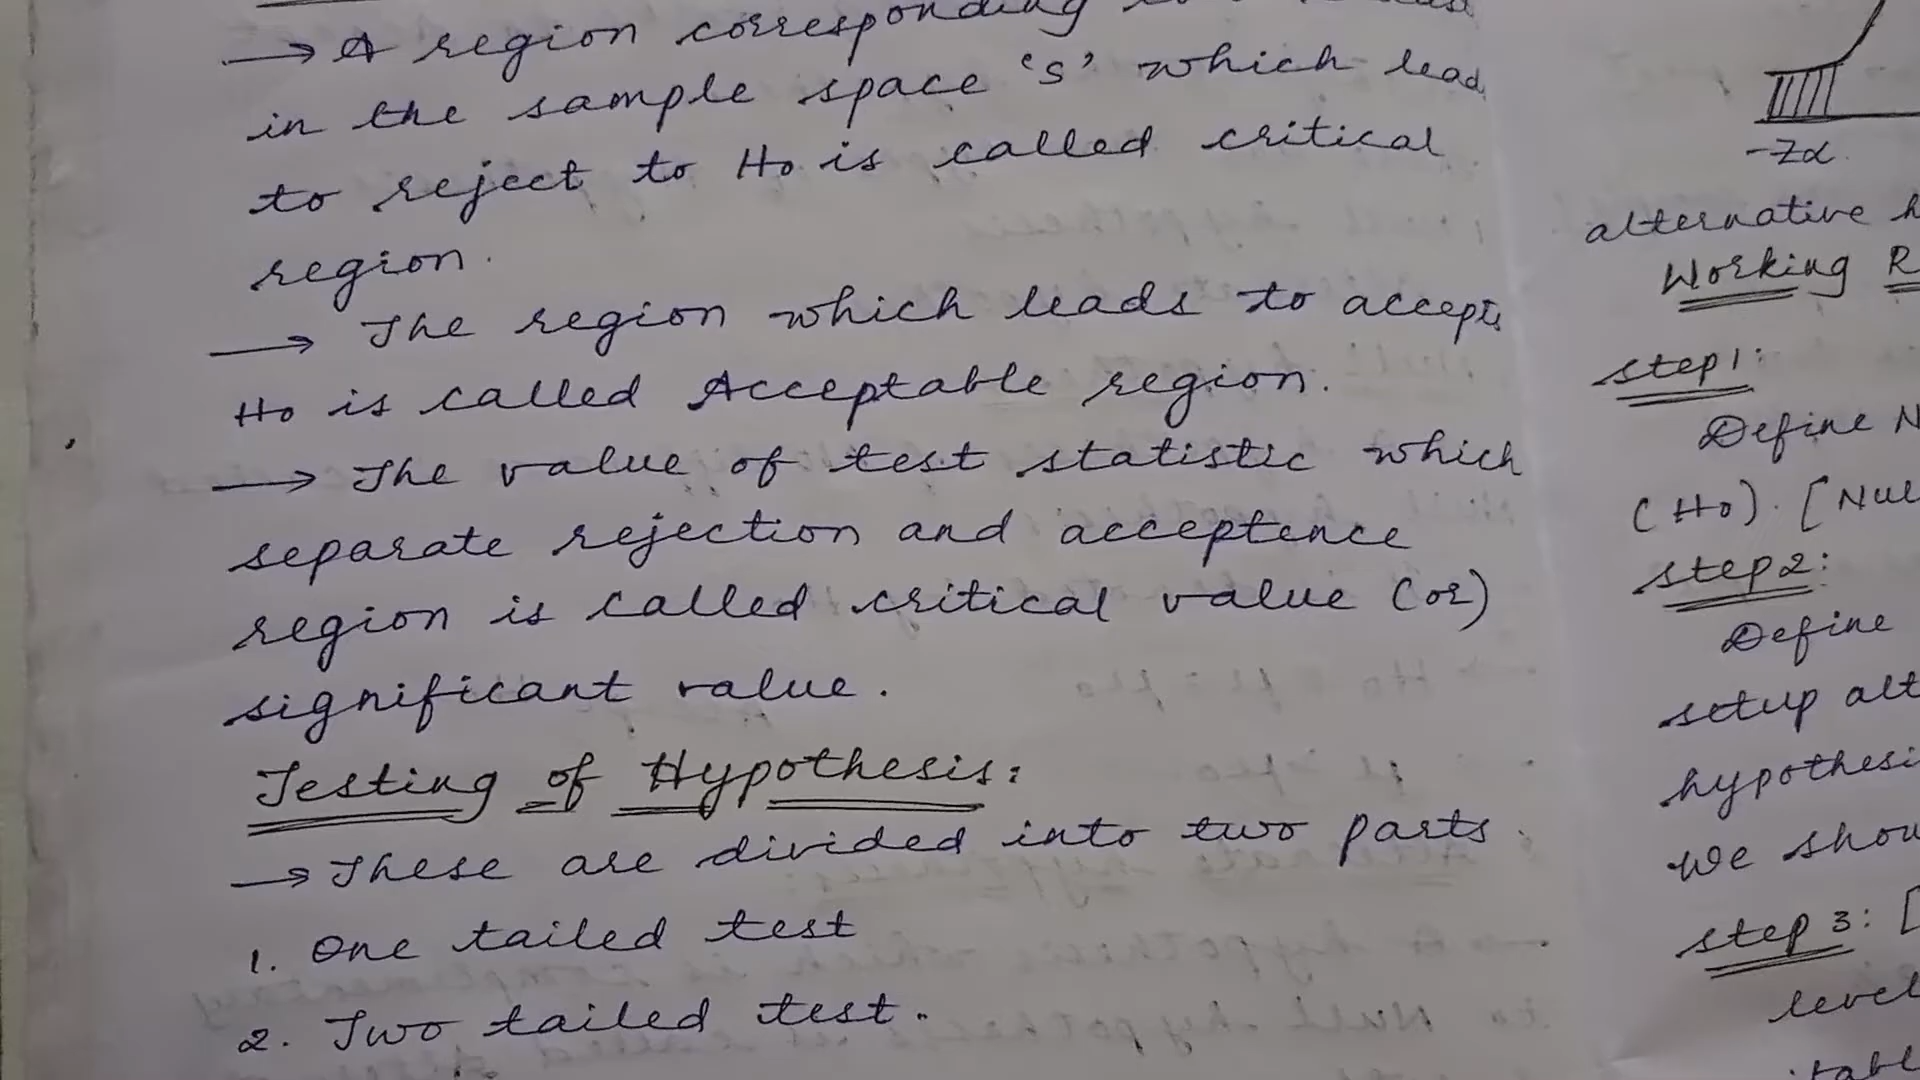 → A region corresponding
in the sample space 's' which lead
to reject to Ho is called critical
region.
→ The region which leads to accept
Ho is called Acceptable region.
→ The value of test statistic which
separate rejection and acceptence
region is called critical value (or)
significant value.
Testing of Hypothesis:
→ These are divided into two parts
1. One tailed test
2. Two tailed test.
-Zα
alternative h
Working R
step1:
Define N
(Ho). [Nul
step2:
Define
setup alt
hypothesi
we shou
step 3: [
level